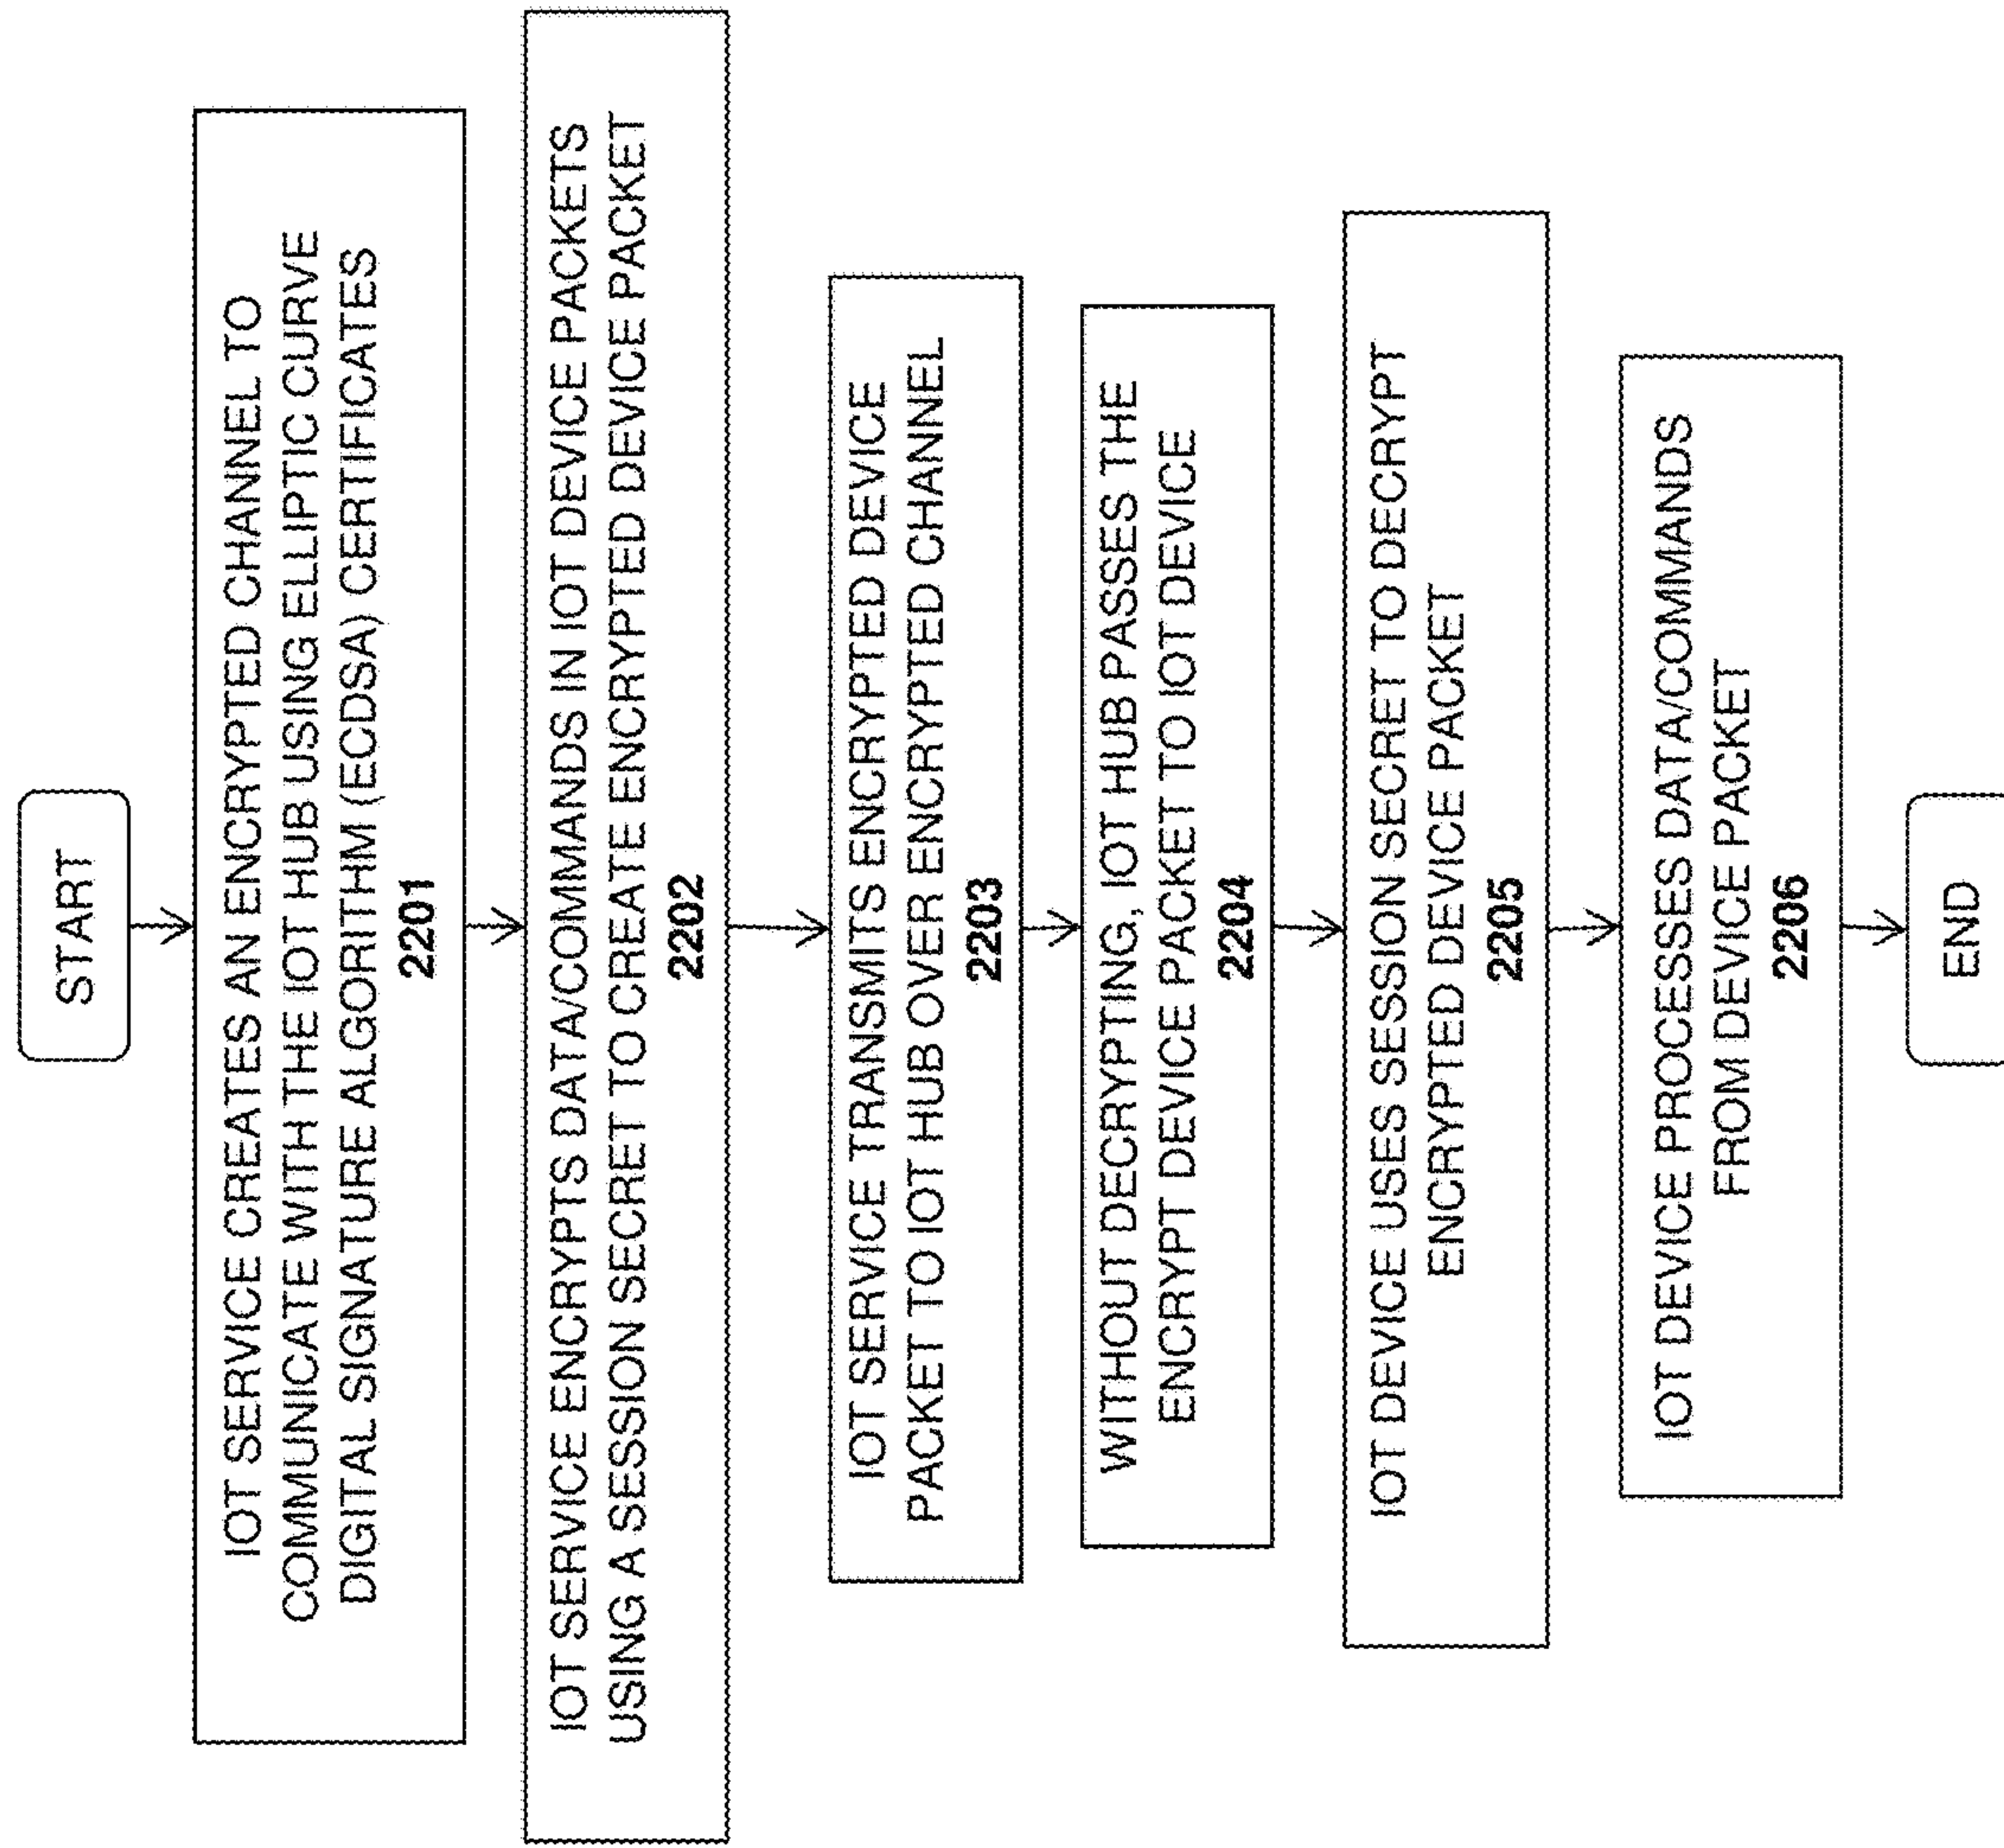 START
IOT SERVICE CREATES AN ENCRYPTED CHANNEL TO
COMMUNICATE WITH THE IOT HUB USING ELLIPTIC CURVE
DIGITAL SIGNATURE ALGORITHM (ECDSA) CERTIFICATES
2201
IOT SERVICE ENCRYPTS DATA/COMMANDS IN IOT DEVICE PACKETS
USING A SESSION SECRET TO CREATE ENCRYPTED DEVICE PACKET
2202
IOT SERVICE TRANSMITS ENCRYPTED DEVICE
PACKET TO IOT HUB OVER ENCRYPTED CHANNEL
2203
WITHOUT DECRYPTING, IOT HUB PASSES THE
ENCRYPT DEVICE PACKET TO IOT DEVICE
2204
IOT DEVICE USES SESSION SECRET TO DECRYPT
ENCRYPTED DEVICE PACKET
2205
IOT DEVICE PROCESSES DATA/COMMANDS
FROM DEVICE PACKET
2206
END